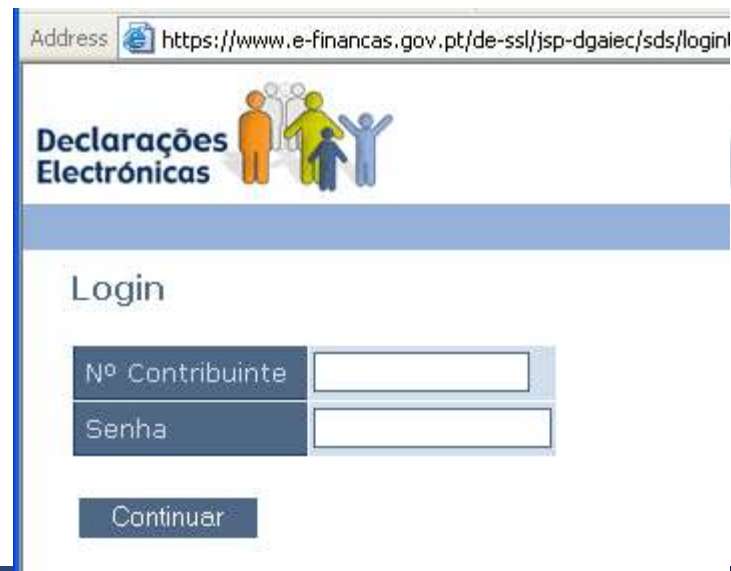 Address https://www.e-financas.gov.pt/de-ssl/jsp-dgaiec/sds/login
Declarações
Electrónicas
Login
Nº Contribuinte
Senha
Continuar